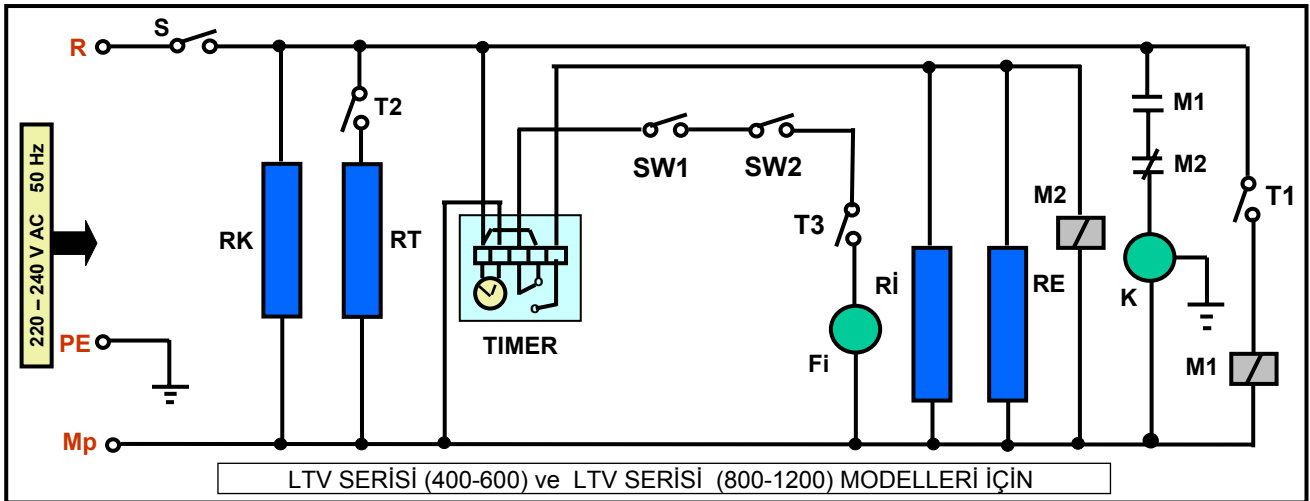 R
S
220 – 240 V AC 50 Hz
PE
Mp
RK
T2
RT
TIMER
SW1
SW2
T3
Fi
Rİ
RE
M2
M1
M2
K
T1
M1
LTV SERİSİ (400-600) ve LTV SERİSİ (800-1200) MODELLERİ İÇİN